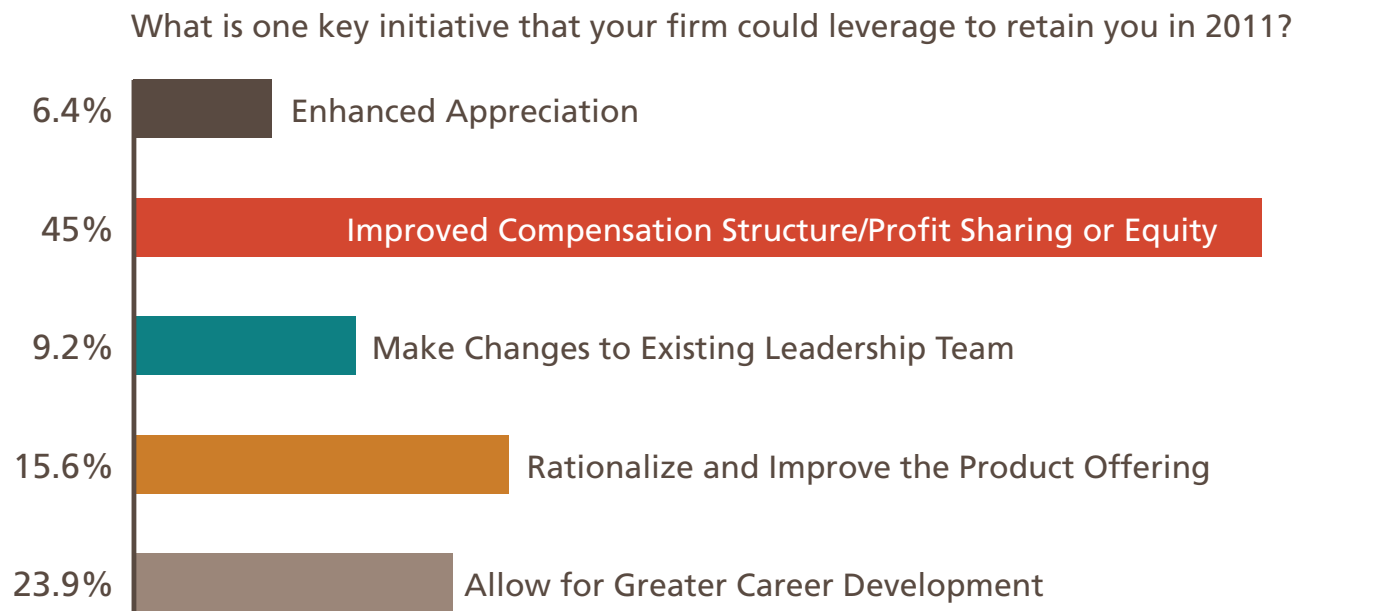 What is one key initiative that your firm could leverage to retain you in 2011?
6.4% Enhanced Appreciation
45% Improved Compensation Structure/Profit Sharing or Equity
9.2% Make Changes to Existing Leadership Team
15.6% Rationalize and Improve the Product Offering
23.9% Allow for Greater Career Development